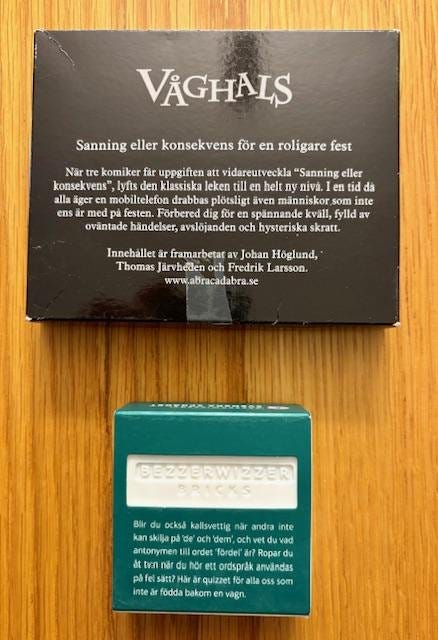 VÅGHALS
Sanning eller konsekvens för en roligare fest
När tre komiker får uppgiften att vidareutveckla "Sanning eller
konsekvens", lyfts den klassiska leken till en helt ny nivå. I en tid då
alla äger en mobiltelefon drabbas plötsligt även människor som inte
ens är med på festen. Förbered dig för en spännande kväll, fylld av
oväntade händelser, avslöjanden och hysteriska skratt.
Innehållet är framarbetat av Johan Höglund,
Thomas Järvheden och Fredrik Larsson.
www.abracadabra.se
BEZZERWIZZER
BRICKS
Blir du också kallsvettig när andra inte
kan skilja på 'de' och 'dem', och vet du vad
antonymen till ordet 'fördel' är? Ropar du
åt tv:n när du hör ett ordspråk användas
på fel sätt? Här är quizzet för alla oss som
inte är födda bakom en vagn.